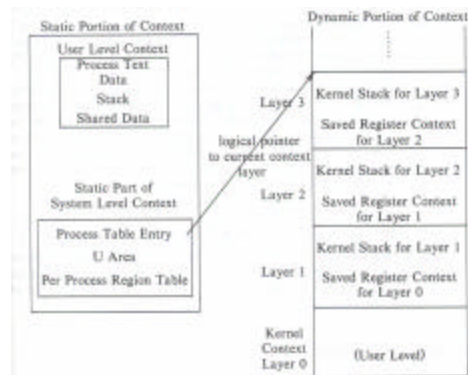 Static Portion of Context
User Level Context
Process Text
Data
Stack
Shared Data
Static Part of
System Level Context
Process Table Entry
U Area
Per Process Region Table
logical pointer
to current context
layer
Dynamic Portion of Context
Layer 3
Kernel Stack for Layer 3
Saved Register Context
for Layer 2
Layer 2
Kernel Stack for Layer 2
Saved Register Context
for Layer 1
Layer 1
Kernel Stack for Layer 1
Saved Register Context
for Layer 0
Kernel
Context
Layer 0
(User Level)